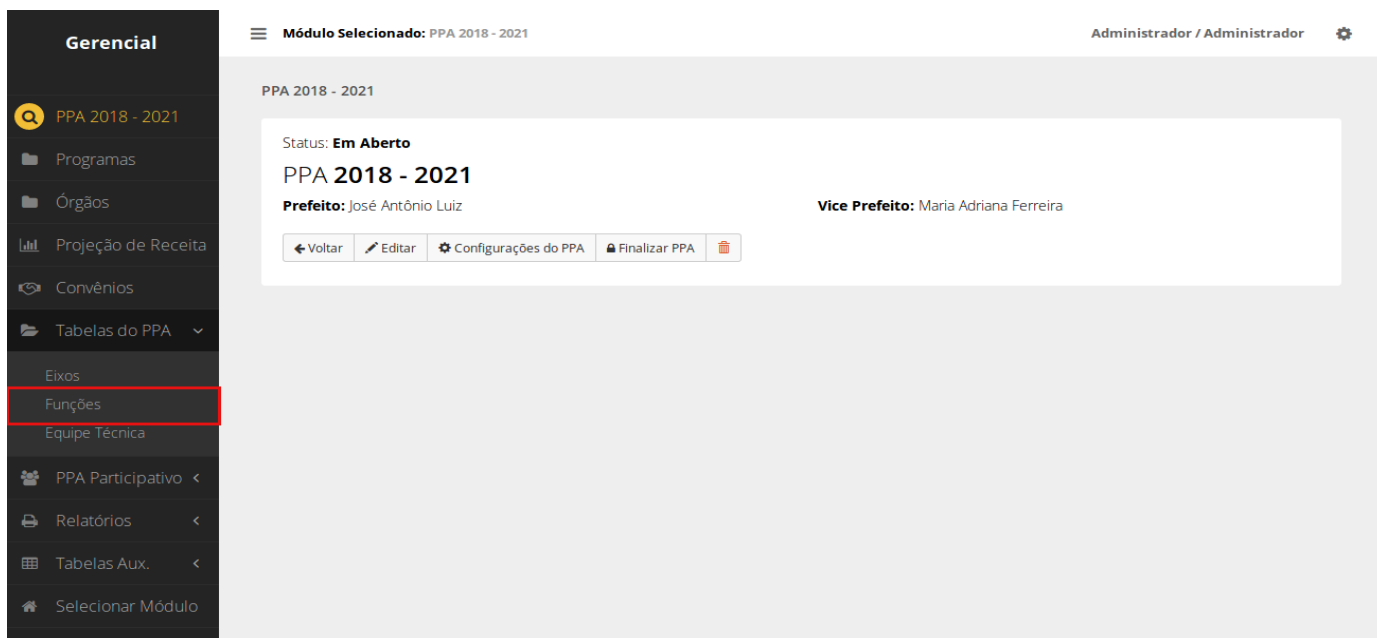 Gerencial
Módulo Selecionado: PPA 2018 - 2021
Administrador / Administrador
PPA 2018 - 2021
Programas
Órgãos
Projeção de Receita
Convênios
Tabelas do PPA
Eixos
Funções
Equipe Técnica
PPA Participativo
Relatórios
Tabelas Aux.
Selecionar Módulo
PPA 2018 - 2021
Status: Em Aberto
PPA 2018 - 2021
Prefeito: José Antônio Luiz
Vice Prefeito: Maria Adriana Ferreira
Voltar Editar Configurações do PPA Finalizar PPA